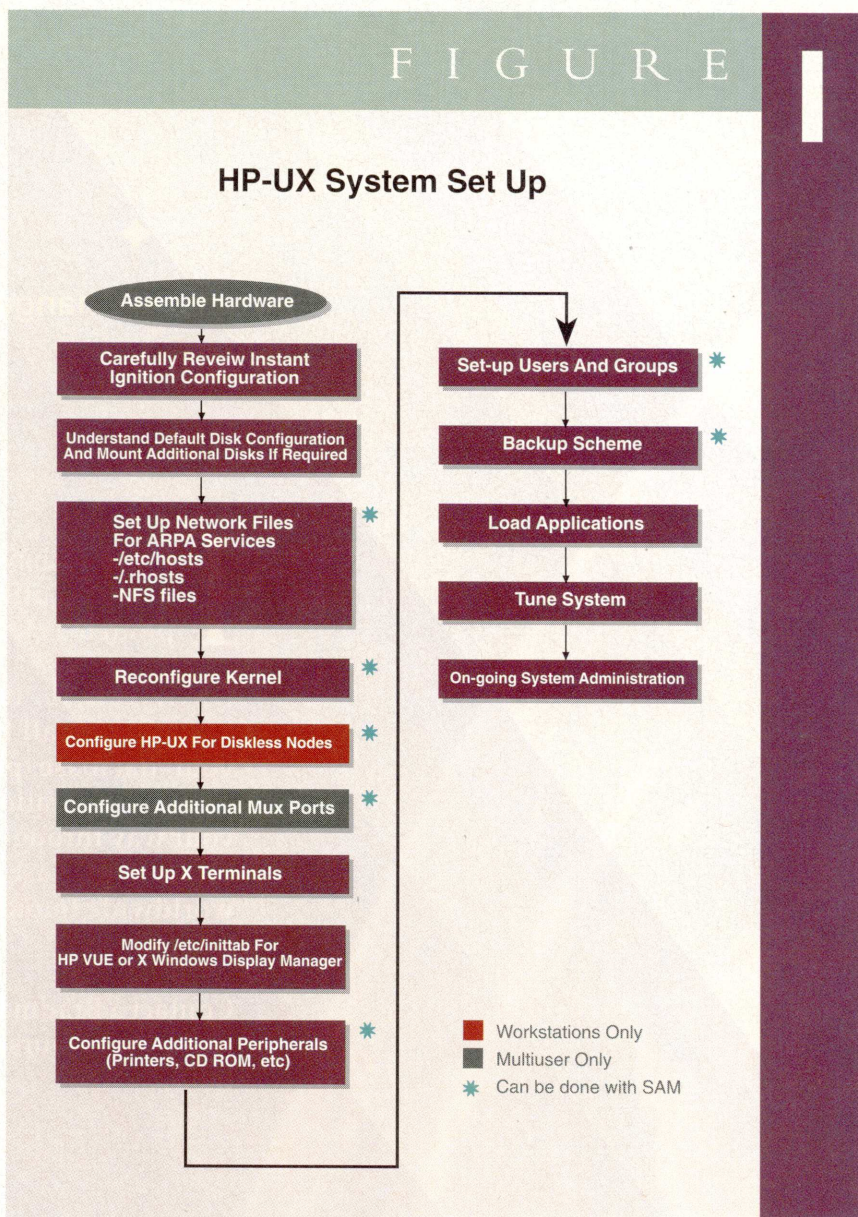 FIGURE
1
HP-UX System Set Up
Assemble Hardware
Carefully Reveiw Instant
Ignition Configuration
Understand Default Disk Configuration
And Mount Additional Disks If Required
Set Up Network Files
For ARPA Services
-/etc/hosts
-/.rhosts
-NFS files
Reconfigure Kernel
Configure HP-UX For Diskless Nodes
Configure Additional Mux Ports
Set Up X Terminals
Modify /etc/inittab For
HP VUE or X Windows Display Manager
Configure Additional Peripherals
(Printers, CD ROM, etc)
Set-up Users And Groups
Backup Scheme
Load Applications
Tune System
On-going System Administration
Workstations Only
Multiuser Only
Can be done with SAM